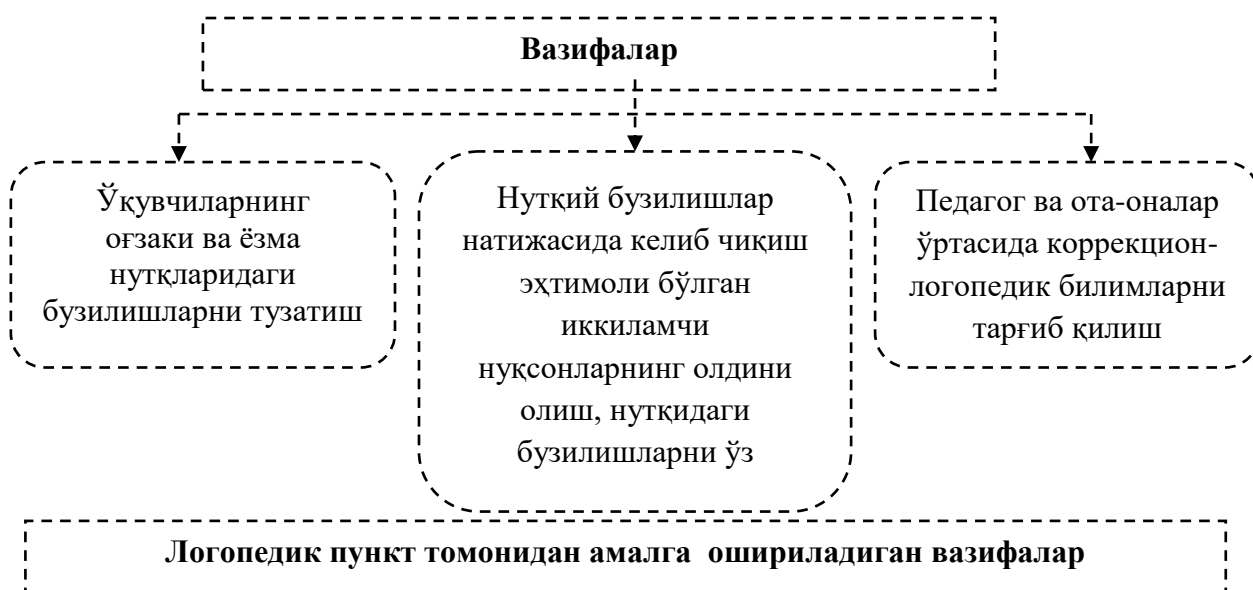 Вазифалар
Ўқувчиларнинг
оғзаки ва ёзма
нутқларидаги
бузилишларни тузатиш
Нутқий бузилишлар
натижасида келиб чиқиш
эҳтимоли бўлган
иккиламчи
нуқсонларнинг олдини
олиш, нутқидаги
бузилишларни ўз
Педагог ва ота-оналар
ўртасида коррекцион-
логопедик билимларни
тарғиб қилиш
Логопедик пункт томонидан амалга ошириладиган вазифалар